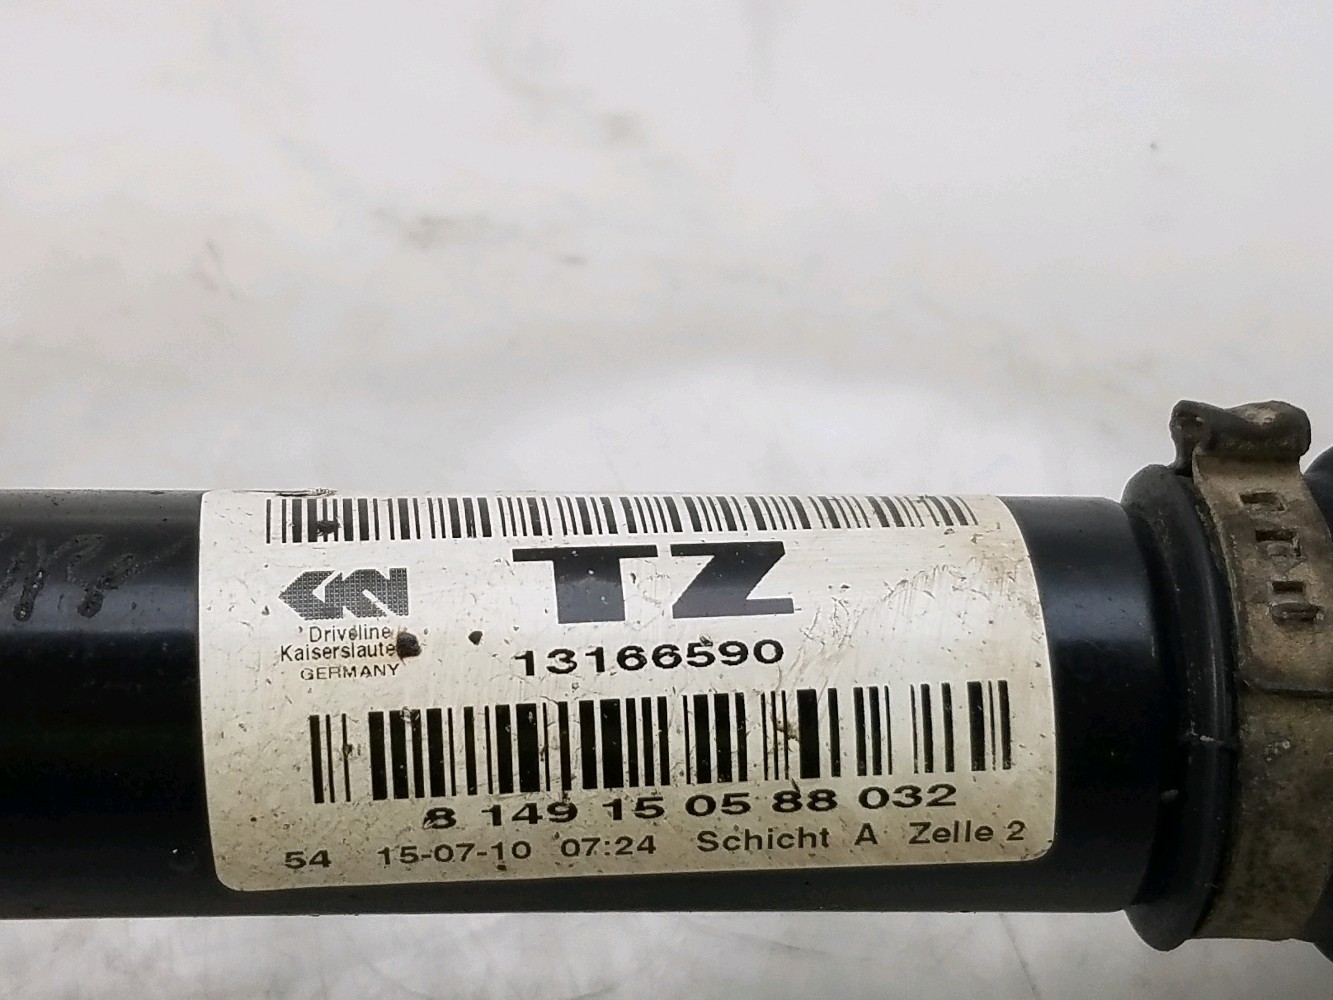 TZ
GKN
Driveline
GERMANY
13166590
8 149 15 05 88 032
54 15-07-10 07:24 Schicht A Zelle 2